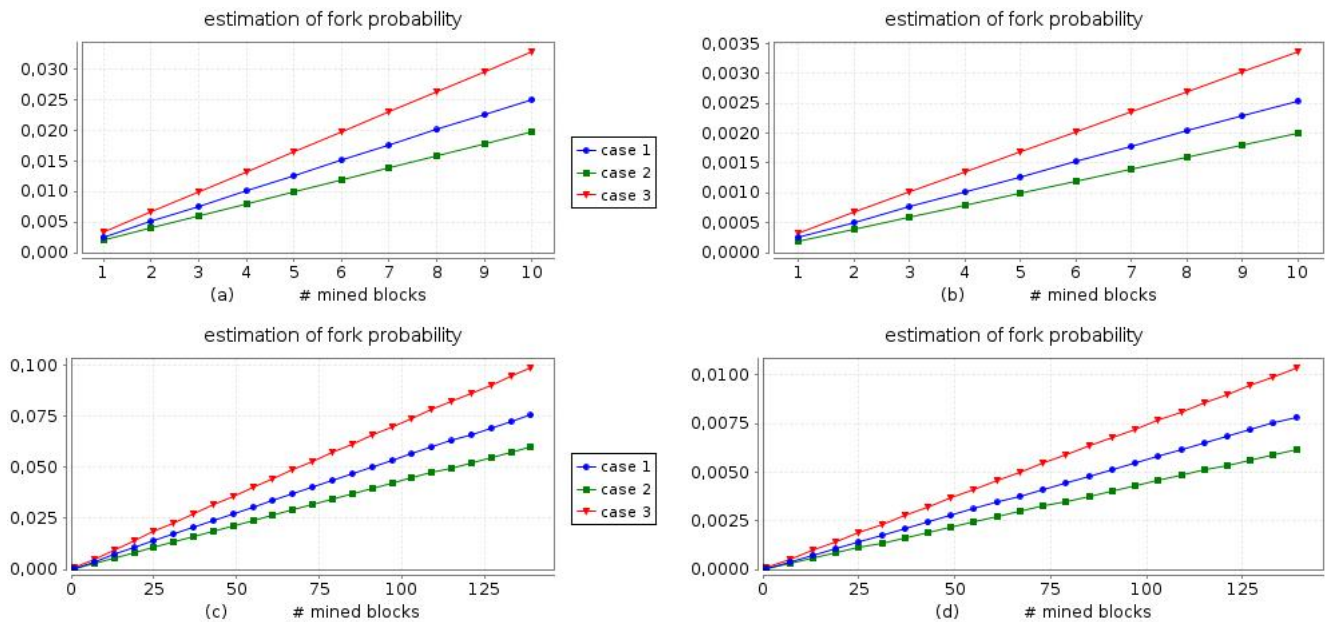 estimation of fork probability
0,030
0,025
0,020
0,015
0,010
0,005
0,000
1 2 3 4 5 6 7 8 9 10
(a) # mined blocks
case 1
case 2
case 3
estimation of fork probability
0,0035
0,0030
0,0025
0,0020
0,0015
0,0010
0,0005
0,0000
1 2 3 4 5 6 7 8 9 10
(b) # mined blocks
estimation of fork probability
0,100
0,075
0,050
0,025
0,000
0 25 50 75 100 125
(c) # mined blocks
case 1
case 2
case 3
estimation of fork probability
0,0100
0,0075
0,0050
0,0025
0,0000
0 25 50 75 100 125
(d) # mined blocks